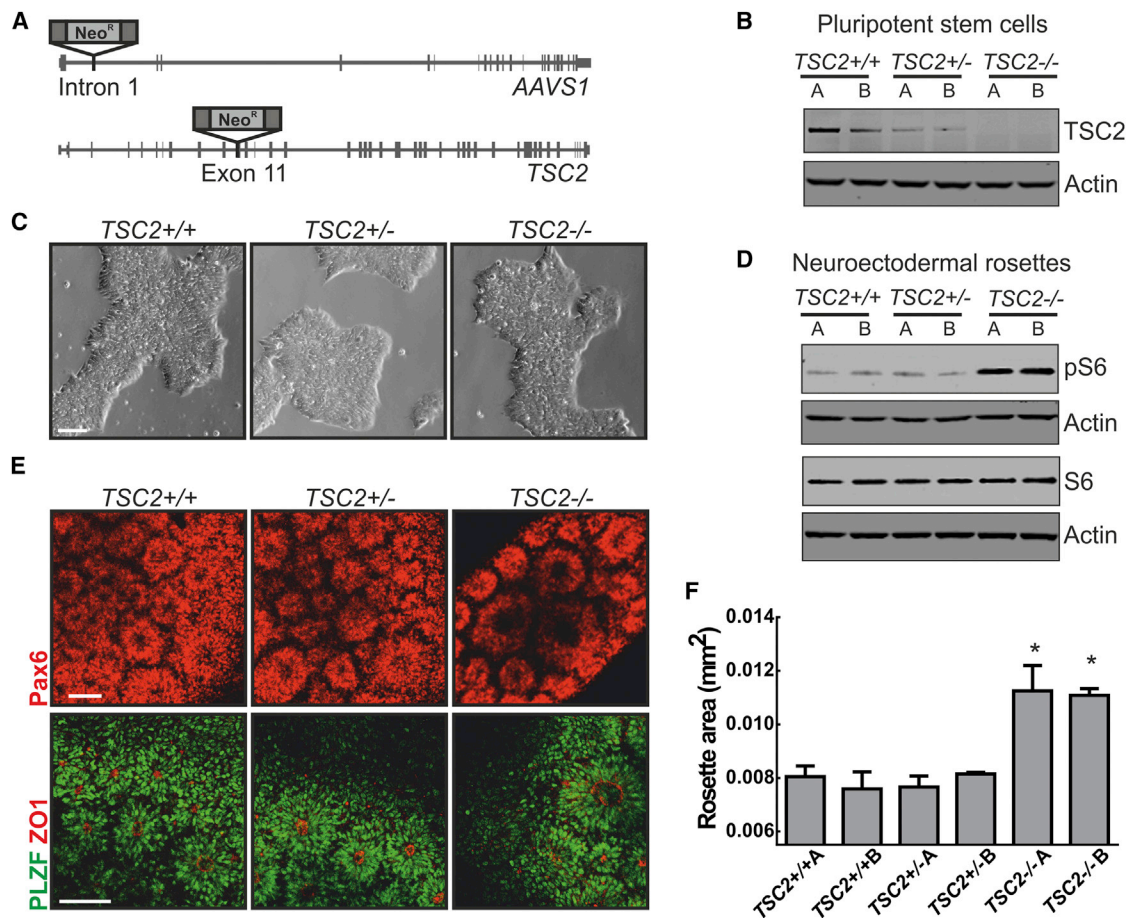 A
Neo^R
Intron 1
AAVS1
Neo^R
Exon 11
TSC2
B
Pluripotent stem cells
TSC2+/+ TSC2+/- TSC2-/-
A B A B A B
TSC2
Actin
C
TSC2+/+ TSC2+/- TSC2-/-
D
Neuroectodermal rosettes
TSC2+/+ TSC2+/- TSC2-/-
A B A B A B
pS6
Actin
S6
Actin
E
TSC2+/+ TSC2+/- TSC2-/-
Pax6
PLZF ZO1
F
Rosette area (mm²)
0.014
0.012
0.010
0.008
0.006
* *
TSC2+/+A TSC2+/+B TSC2+/-A TSC2+/-B TSC2-/-A TSC2-/-B